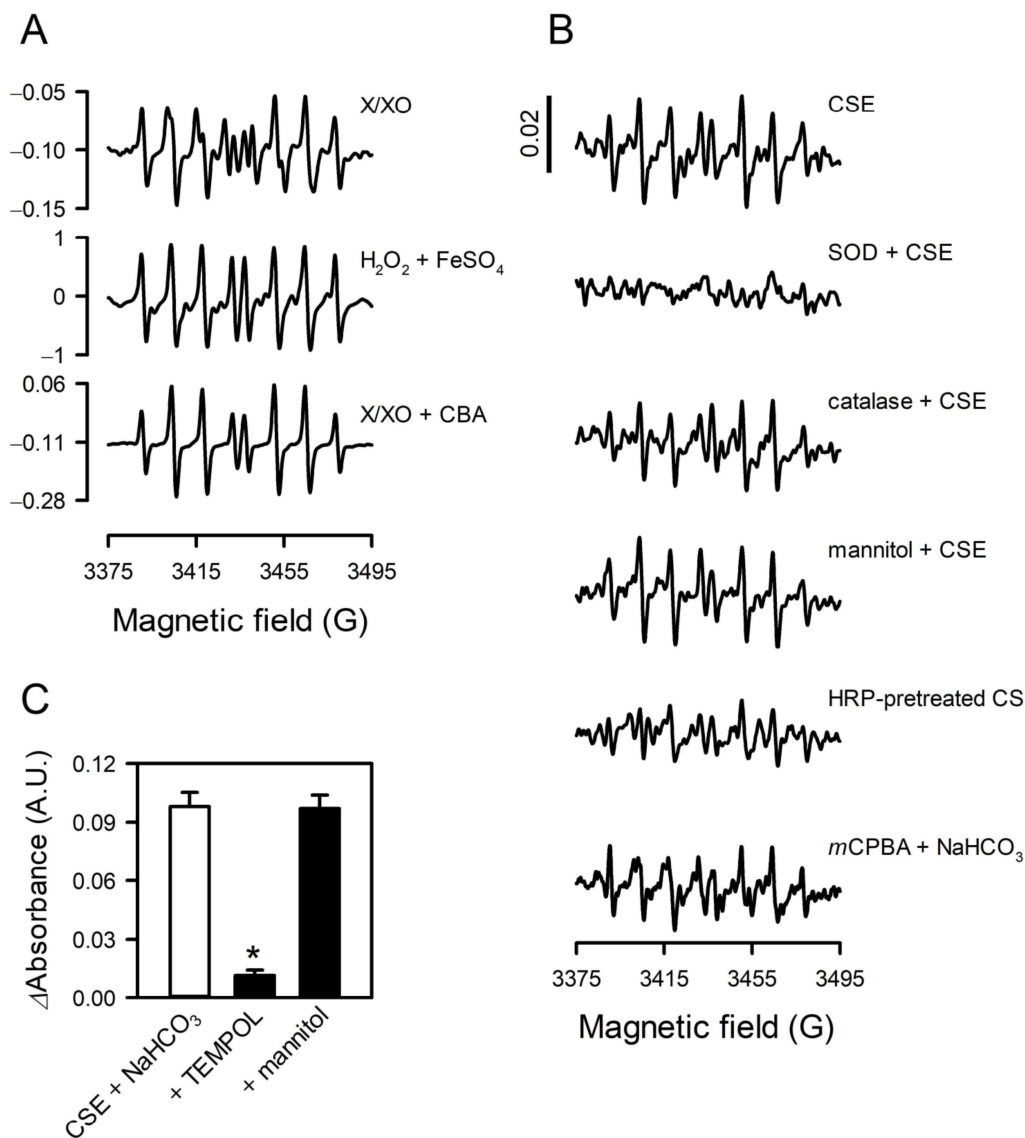 A
−0.05
−0.10
−0.15
X/XO
1
0
−1
H₂O₂ + FeSO₄
0.06
−0.11
−0.28
X/XO + CBA
3375 3415 3455 3495
Magnetic field (G)
B
0.02
CSE
SOD + CSE
catalase + CSE
mannitol + CSE
HRP-pretreated CS
mCPBA + NaHCO₃
3375 3415 3455 3495
Magnetic field (G)
C
ΔAbsorbance (A.U.)
0.12
0.09
0.06
0.03
0.00
*
CSE + NaHCO₃
+ TEMPOL
+ mannitol